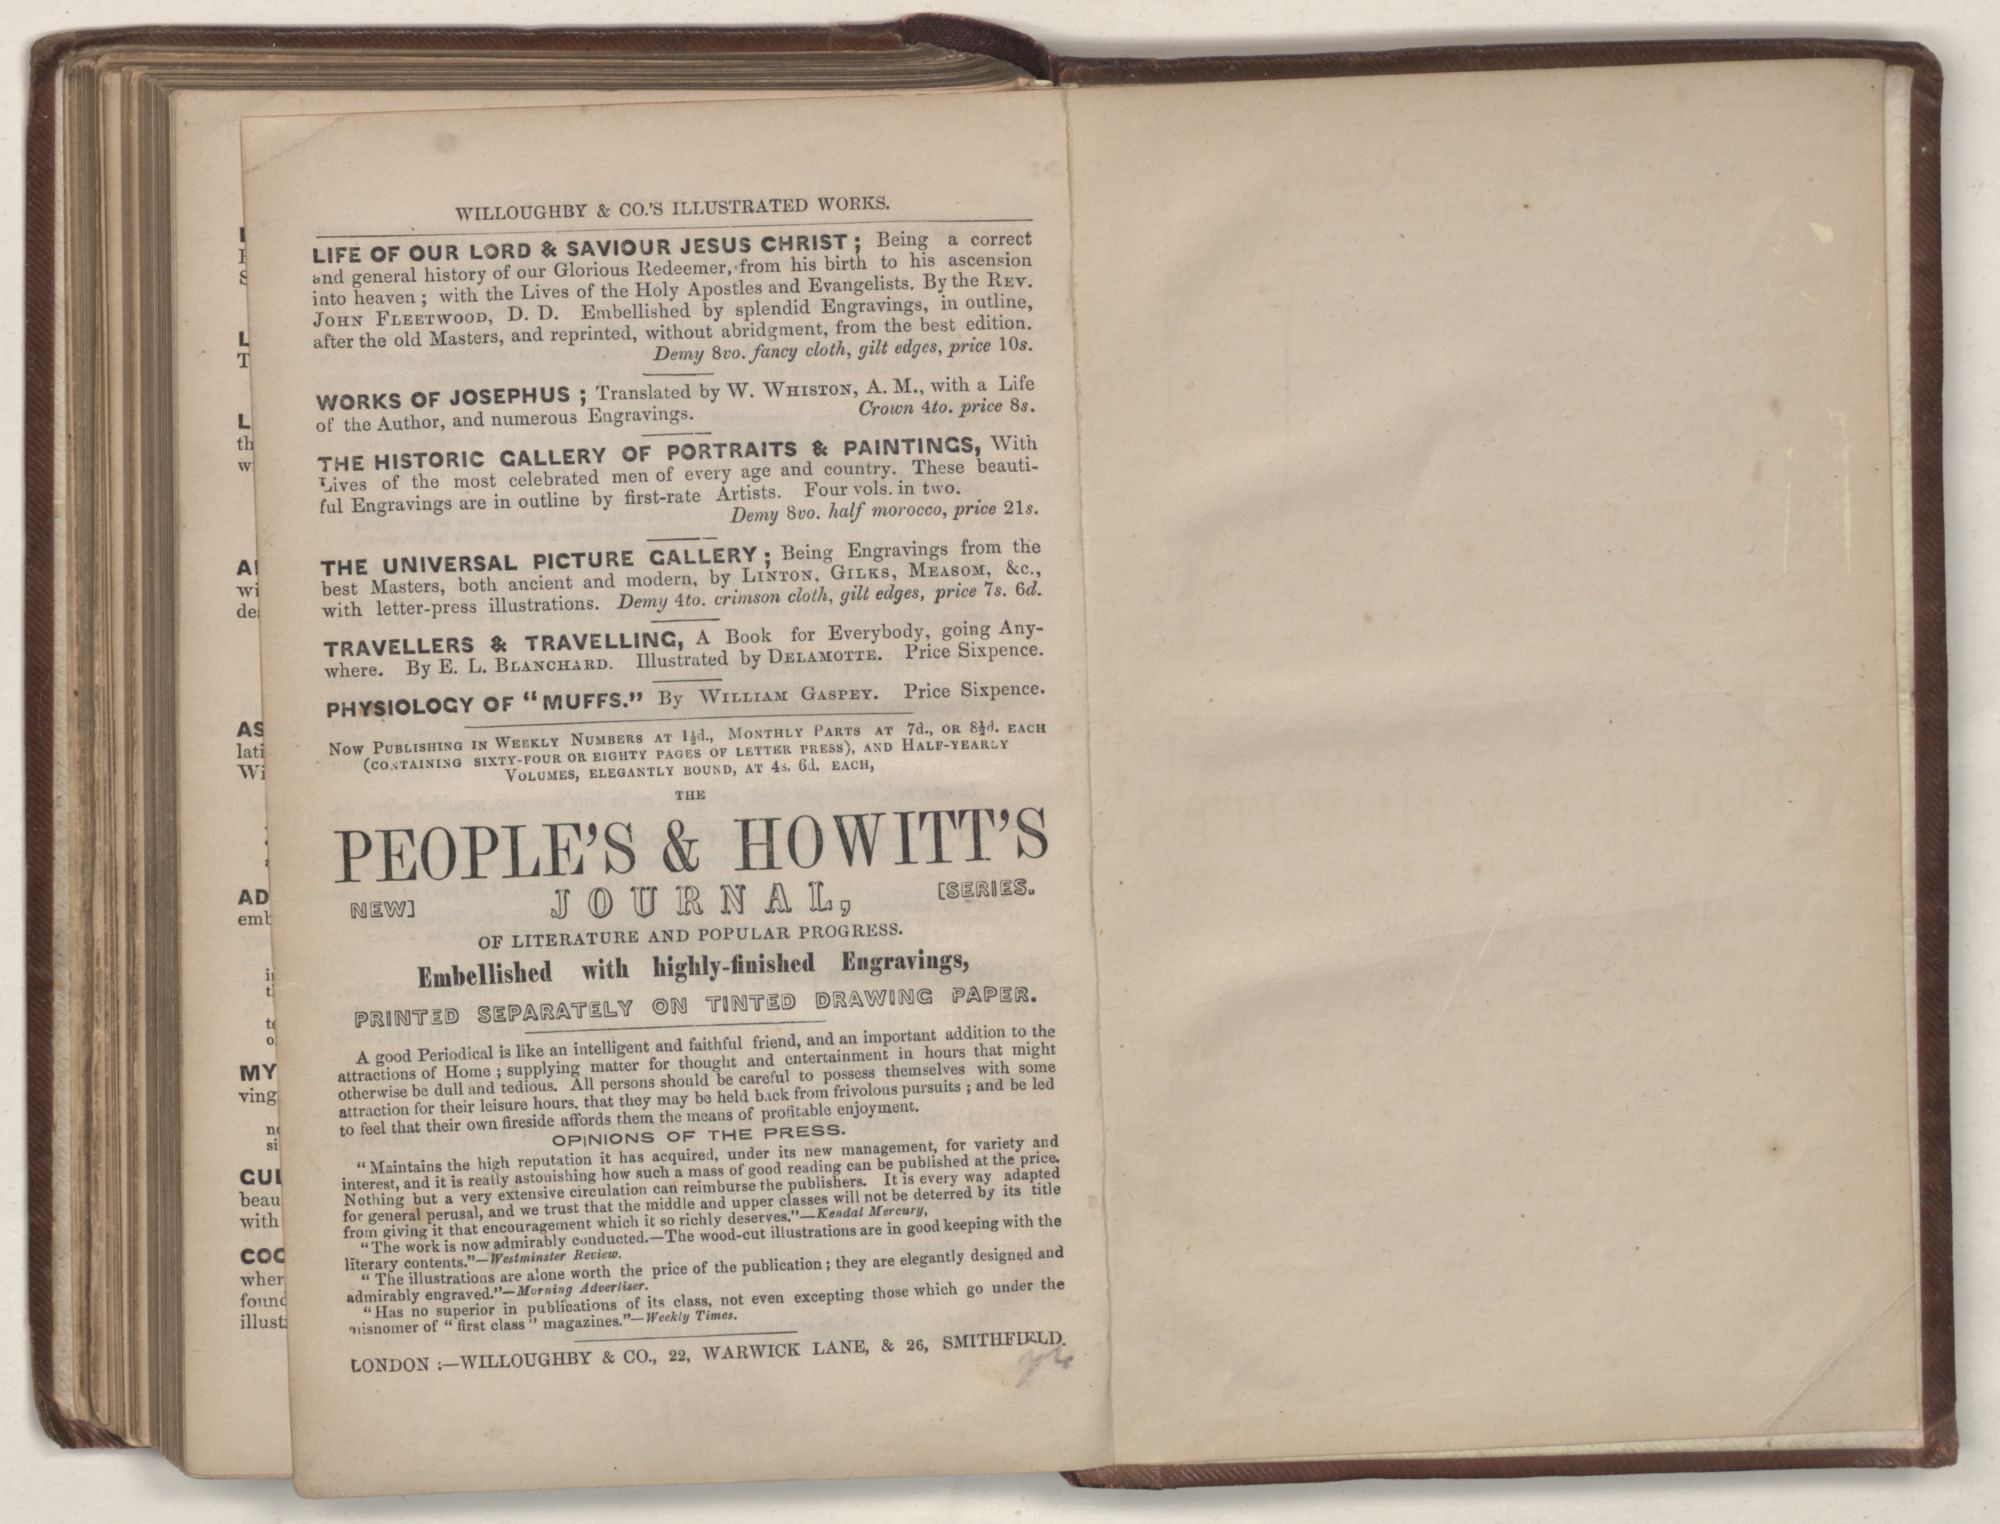 WILLOUGHBY & CO.'S ILLUSTRATED WORKS.
LIFE OF OUR LORD & SAVIOUR JESUS CHRIST; Being a correct
and general history of our Glorious Redeemer, from his birth to his ascension
into heaven; with the Lives of the Holy Apostles and Evangelists. By the REV.
JOHN FLEETWOOD, D. D. Embellished by splendid Engravings, in outline,
after the old Masters, and reprinted, without abridgment, from the best edition.
Demy 8vo. fancy cloth, gilt edges, price 10s.
WORKS OF JOSEPHUS; Translated by W. WHISTON, A. M., with a Life
of the Author, and numerous Engravings. Crown 4to. price 8s.
THE HISTORIC GALLERY OF PORTRAITS & PAINTINGS, With
Lives of the most celebrated men of every age and country. These beauti-
ful Engravings are in outline by first-rate Artists. Four vols. in two.
Demy 8vo. half morocco, price 21s.
THE UNIVERSAL PICTURE GALLERY; Being Engravings from the
best Masters, both ancient and modern, by LINTON, GILKS, MEASOM, &c.,
with letter-press illustrations. Demy 4to. crimson cloth, gilt edges, price 7s. 6d.
TRAVELLERS & TRAVELLING, A Book for Everybody, going Any-
where. By E. L. BLANCHARD. Illustrated by DELAMOTTE. Price Sixpence.
PHYSIOLOGY OF "MUFFS." By WILLIAM GASPEY. Price Sixpence.
NOW PUBLISHING IN WEEKLY NUMBERS AT 1½d., MONTHLY PARTS AT 7d., OR 8½d. EACH
(CONTAINING SIXTY-FOUR OR EIGHTY PAGES OF LETTER PRESS), AND HALF-YEARLY
VOLUMES, ELEGANTLY BOUND, AT 4s. 6d. EACH,
THE
PEOPLE'S & HOWITT'S
NEW] JOURNAL, [SERIES.
OF LITERATURE AND POPULAR PROGRESS.
Embellished with highly-finished Engravings,
PRINTED SEPARATELY ON TINTED DRAWING PAPER.
A good Periodical is like an intelligent and faithful friend, and an important addition to the
attractions of Home; supplying matter for thought and entertainment in hours that might
otherwise be dull and tedious. All persons should be careful to possess themselves with some
attraction for their leisure hours, that they may be held back from frivolous pursuits; and be led
to feel that their own fireside affords them the means of profitable enjoyment.
OPINIONS OF THE PRESS.
"Maintains the high reputation it has acquired, under its new management, for variety and
interest, and it is really astonishing how such a mass of good reading can be published at the price.
Nothing but a very extensive circulation can reimburse the publishers. It is every way adapted
for general perusal, and we trust that the middle and upper classes will not be deterred by its title
from giving it that encouragement which it so richly deserves."—Kendal Mercury,
"The work is now admirably conducted.—The wood-cut illustrations are in good keeping with the
literary contents."—Westminster Review.
"The illustrations are alone worth the price of the publication; they are elegantly designed and
admirably engraved."—Morning Advertiser.
"Has no superior in publications of its class, not even excepting those which go under the
misnomer of "first class" magazines."—Weekly Times.
LONDON:—WILLOUGHBY & CO., 22, WARWICK LANE, & 26, SMITHFIELD.